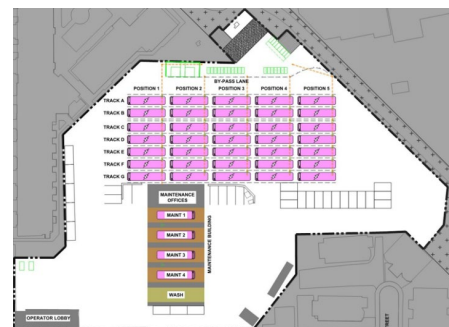 BY-PASS LANE
POSITION 1
POSITION 2
POSITION 3
POSITION 4
POSITION 5
TRACK A
TRACK B
TRACK C
TRACK D
TRACK E
TRACK F
TRACK G
MAINTENANCE
OFFICES
MAINT 1
MAINT 2
MAINT 3
MAINT 4
WASH
MAINTENANCE BUILDING
OPERATOR LOBBY
STREET